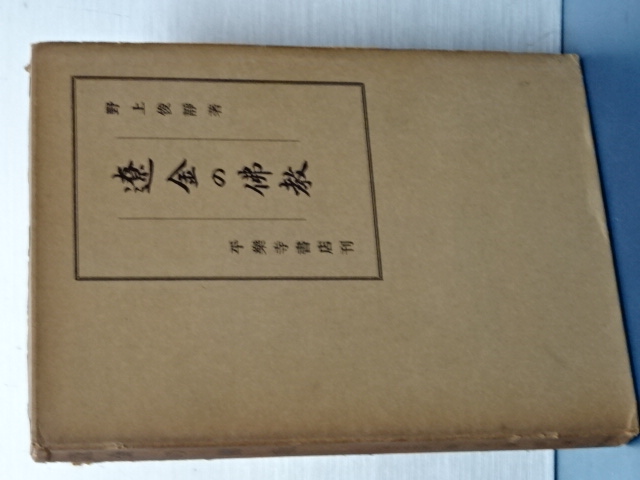 野上俊靜著
遼金の佛教
平樂寺書店刊